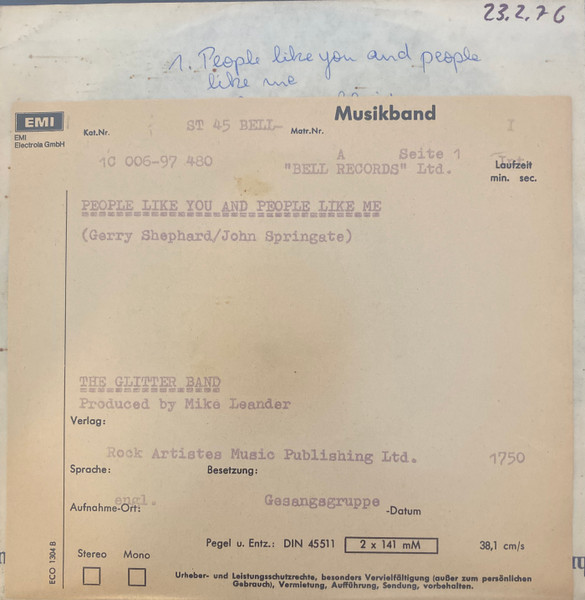 23.2.76
1. People like you and people
like me
EMI
EMI
Electrola GmbH
Musikband
Kat.Nr.
ST 45 BELL-
Matr.Nr.
I
1C 006-97 480
A Seite 1
"BELL RECORDS" Ltd.
Laufzeit
min. sec.
PEOPLE LIKE YOU AND PEOPLE LIKE ME
(Gerry Shephard/John Springate)
THE GLITTER BAND
Produced by Mike Leander
Verlag:
Rock Artistes Music Publishing Ltd. 1750
Sprache: Besetzung:
engl. Gesangsgruppe
Aufnahme-Ort: -Datum
Pegel u. Entz.: DIN 45511 2 x 141 mM 38,1 cm/s
Stereo Mono
ECO 1304 B
Urheber- und Leistungsschutzrechte, besonders Vervielfältigung (außer zum persönlichen
Gebrauch), Vermietung, Aufführung, Sendung, vorbehalten.